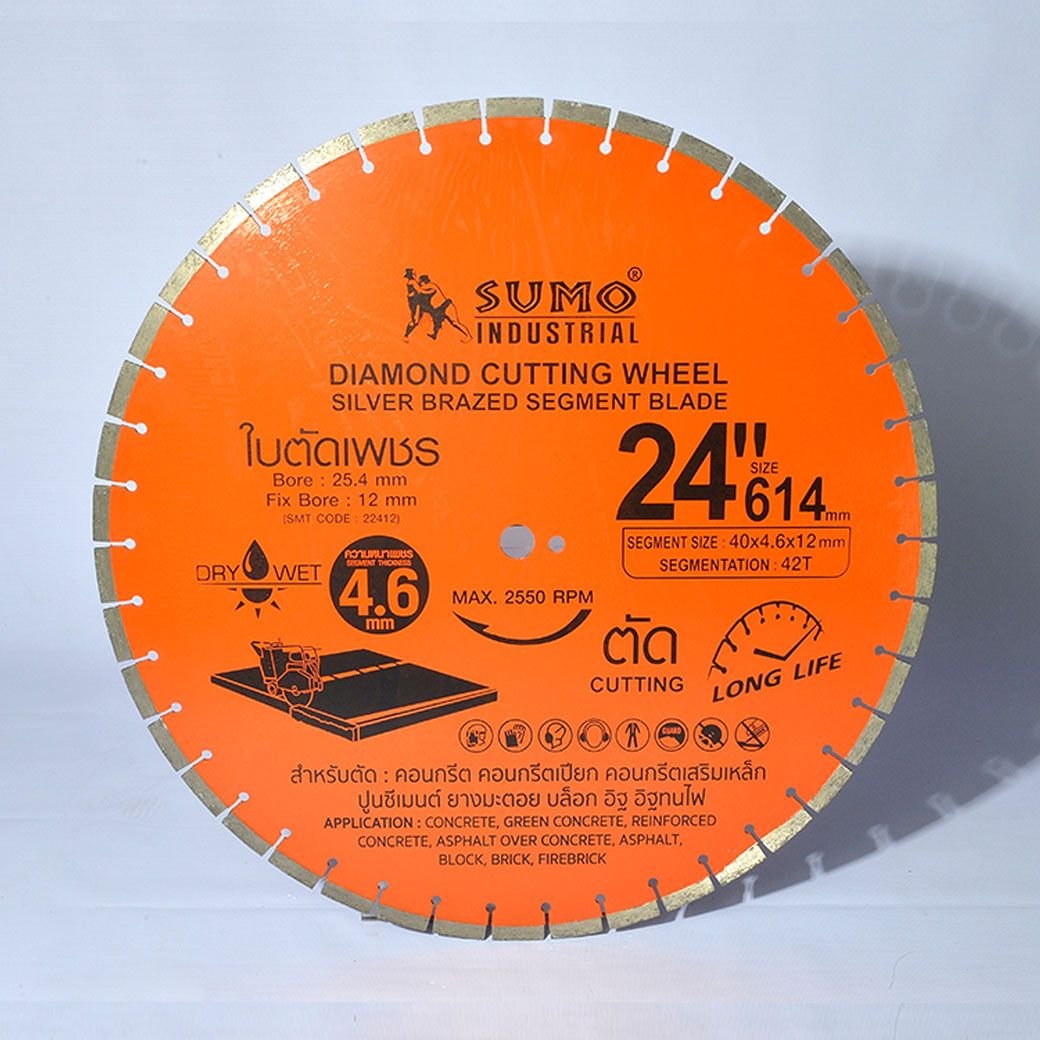 SUMO®
INDUSTRIAL
DIAMOND CUTTING WHEEL
SILVER BRAZED SEGMENT BLADE
ใบตัดเพชร
Bore : 25.4 mm
Fix Bore : 12 mm
(SMT CODE : 22412)
24"
SIZE
614mm
SEGMENT SIZE : 40x4.6x12mm
SEGMENTATION : 42T
DRY WET
ความหนาเพชร
SEGMENT THICKNESS
4.6
mm
MAX. 2550 RPM
ตัด
CUTTING
LONG LIFE
GUARD
สำหรับตัด : คอนกรีต คอนกรีตเปียก คอนกรีตเสริมเหล็ก
ปูนซีเมนต์ ยางมะตอย บล็อก อิฐ อิฐทนไฟ
APPLICATION : CONCRETE, GREEN CONCRETE, REINFORCED
CONCRETE, ASPHALT OVER CONCRETE, ASPHALT,
BLOCK, BRICK, FIREBRICK